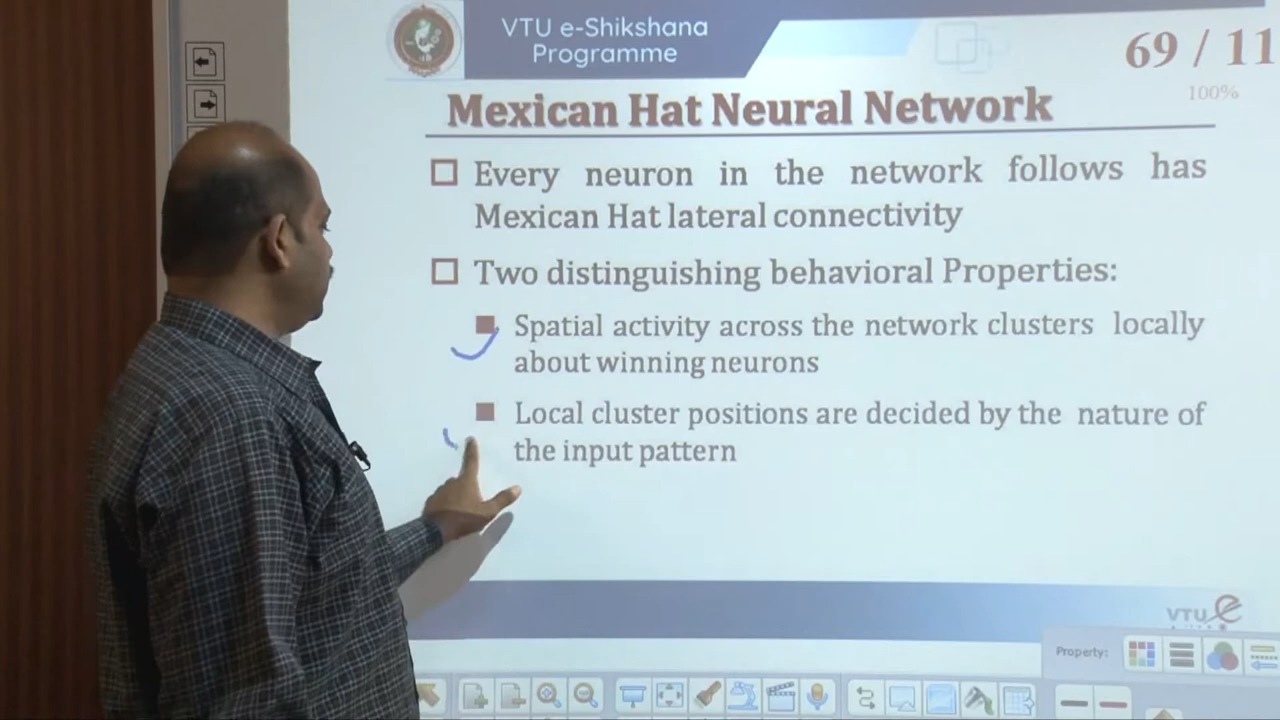 VTU e-Shikshana
Programme
69 / 11
100%
Mexican Hat Neural Network
Every neuron in the network follows has
Mexican Hat lateral connectivity
Two distinguishing behavioral Properties:
Spatial activity across the network clusters locally
about winning neurons
Local cluster positions are decided by the nature of
the input pattern
VTU e
Property: